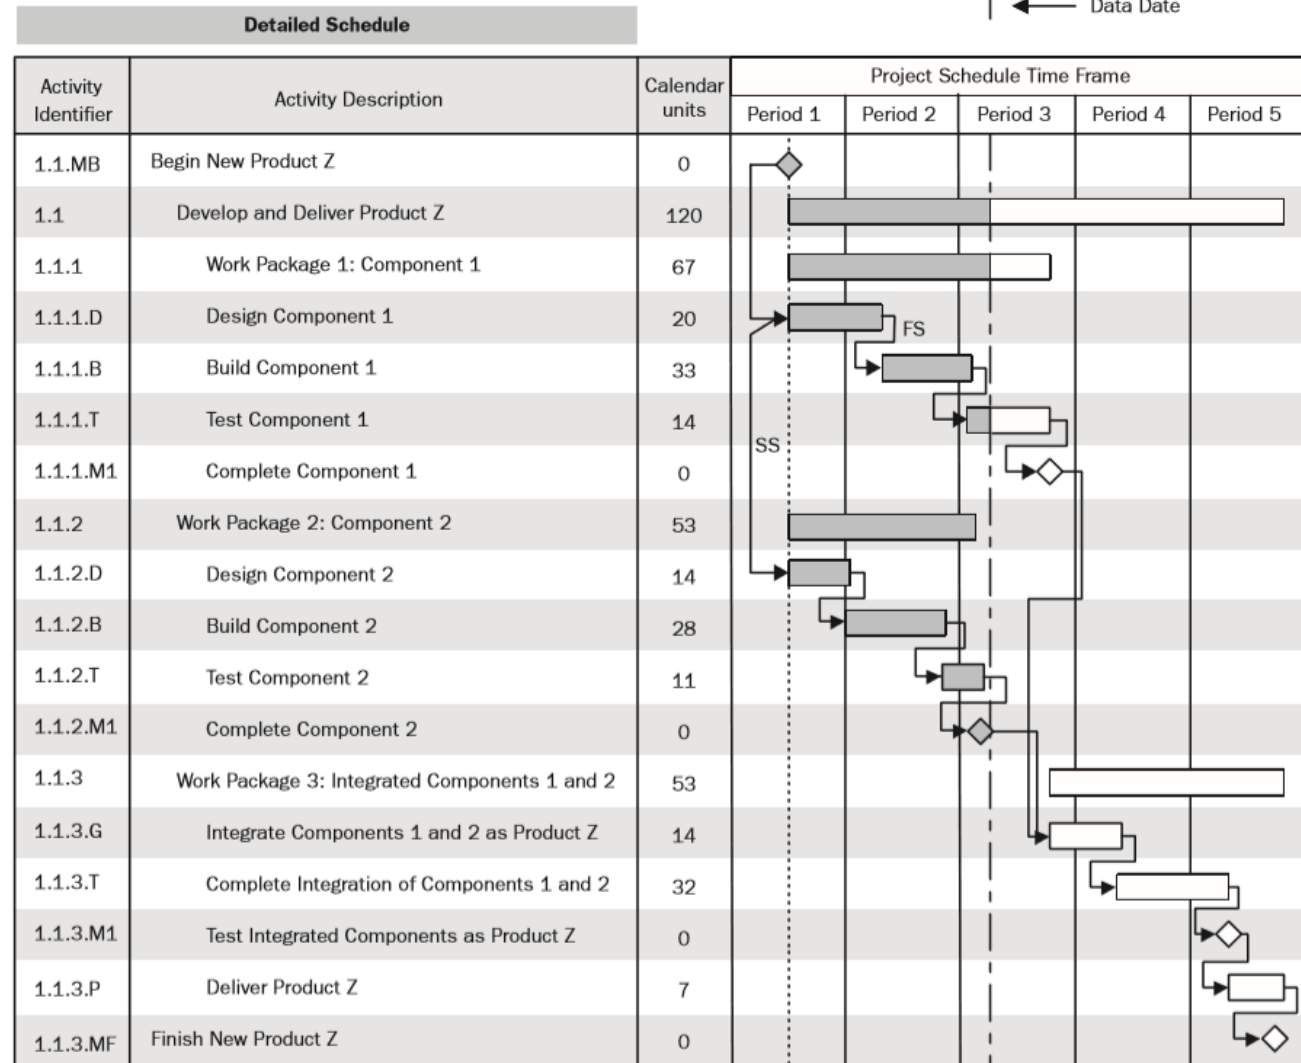 Data Date
Detailed Schedule
Activity Identifier Activity Description Calendar units Project Schedule Time Frame
Period 1 Period 2 Period 3 Period 4 Period 5
1.1.MB Begin New Product Z 0
1.1 Develop and Deliver Product Z 120
1.1.1 Work Package 1: Component 1 67
1.1.1.D Design Component 1 20
FS
1.1.1.B Build Component 1 33
1.1.1.T Test Component 1 14
SS
1.1.1.M1 Complete Component 1 0
1.1.2 Work Package 2: Component 2 53
1.1.2.D Design Component 2 14
1.1.2.B Build Component 2 28
1.1.2.T Test Component 2 11
1.1.2.M1 Complete Component 2 0
1.1.3 Work Package 3: Integrated Components 1 and 2 53
1.1.3.G Integrate Components 1 and 2 as Product Z 14
1.1.3.T Complete Integration of Components 1 and 2 32
1.1.3.M1 Test Integrated Components as Product Z 0
1.1.3.P Deliver Product Z 7
1.1.3.MF Finish New Product Z 0